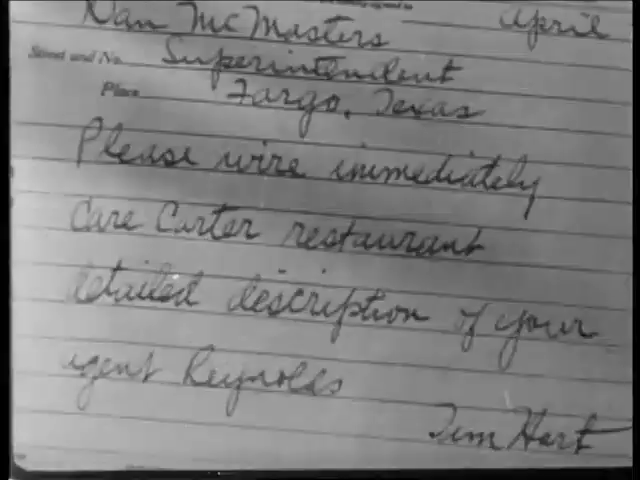 Dan McMasters April
Street and No. Superintendent
Place Fargo, Texas
Please wire immediately
Care Carter restaurant
detailed description of your
agent Reynolds
Tim Hart